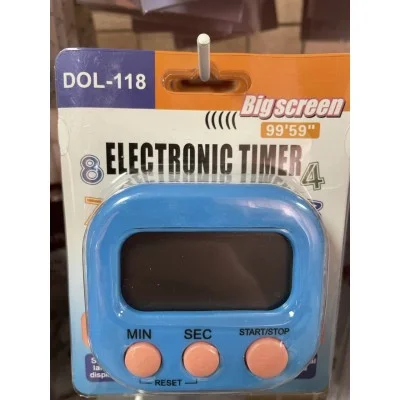 DOL-118
Big screen
99'59"
ELECTRONIC TIMER
8
4
MIN
SEC
START/STOP
RESET